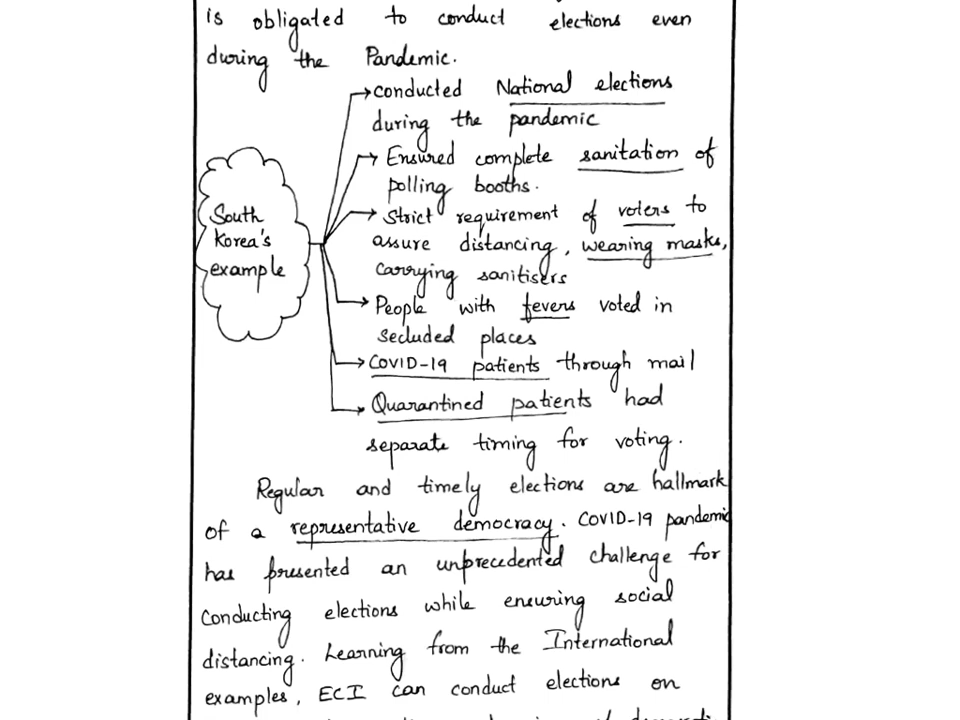 is obligated to conduct elections even
during the Pandemic.
South
Korea's
example
conducted National elections
during the pandemic
Ensured complete sanitation of
polling booths.
Strict requirement of voters to
assure distancing, wearing masks,
carrying sanitisers
People with fevers voted in
secluded places
COVID-19 patients through mail
Quarantined patients had
separate timing for voting.
Regular and timely elections are hallmark
of a representative democracy. COVID-19 pandemic
has presented an unprecedented challenge for
conducting elections while ensuring social
distancing. Learning from the International
examples, ECI can conduct elections on